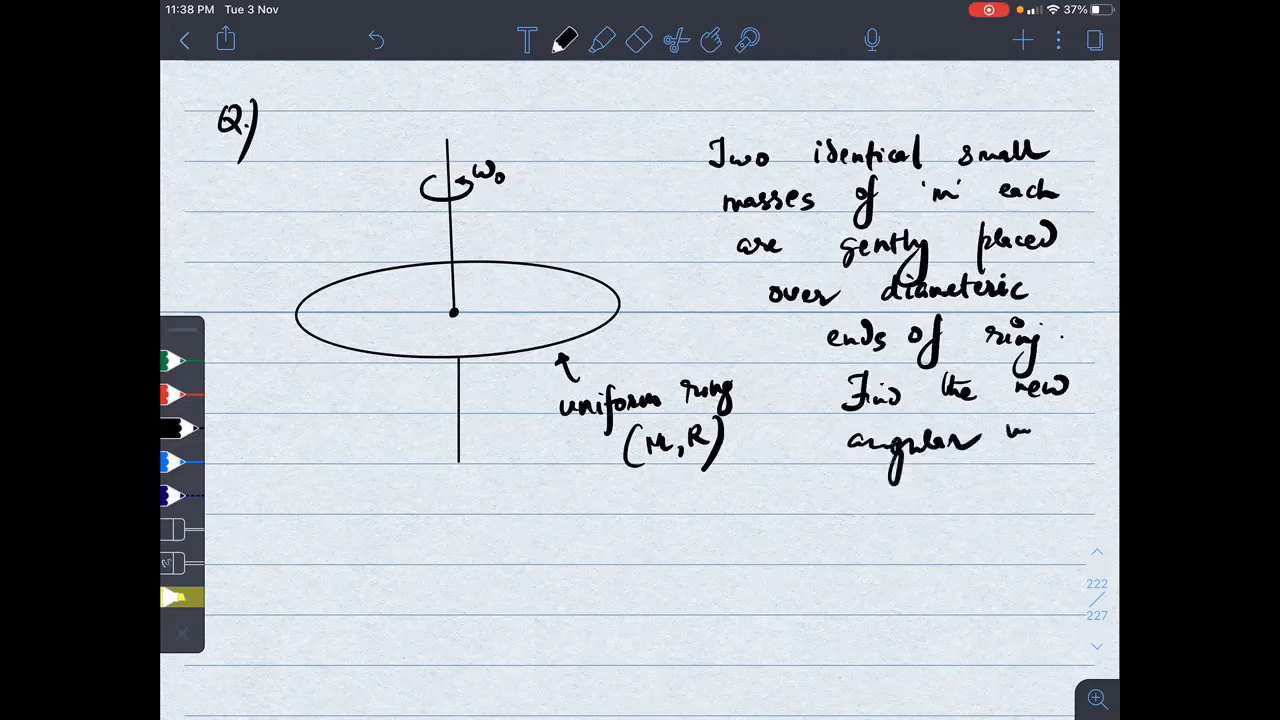 11:38 PM Tue 3 Nov
37%
T
Q.)
ω₀
uniform ring
(M, R)
Two identical small
masses of 'm' each
are gently placed
over diameteric
ends of ring.
Find the new
angular
222
227